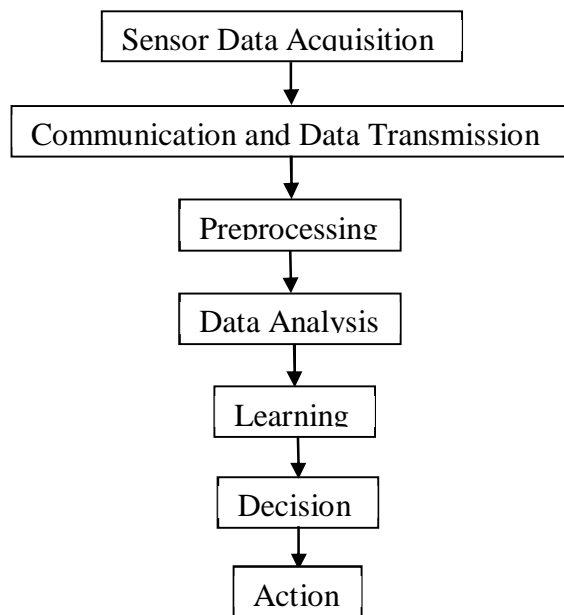 Sensor Data Acquisition
Communication and Data Transmission
Preprocessing
Data Analysis
Learning
Decision
Action